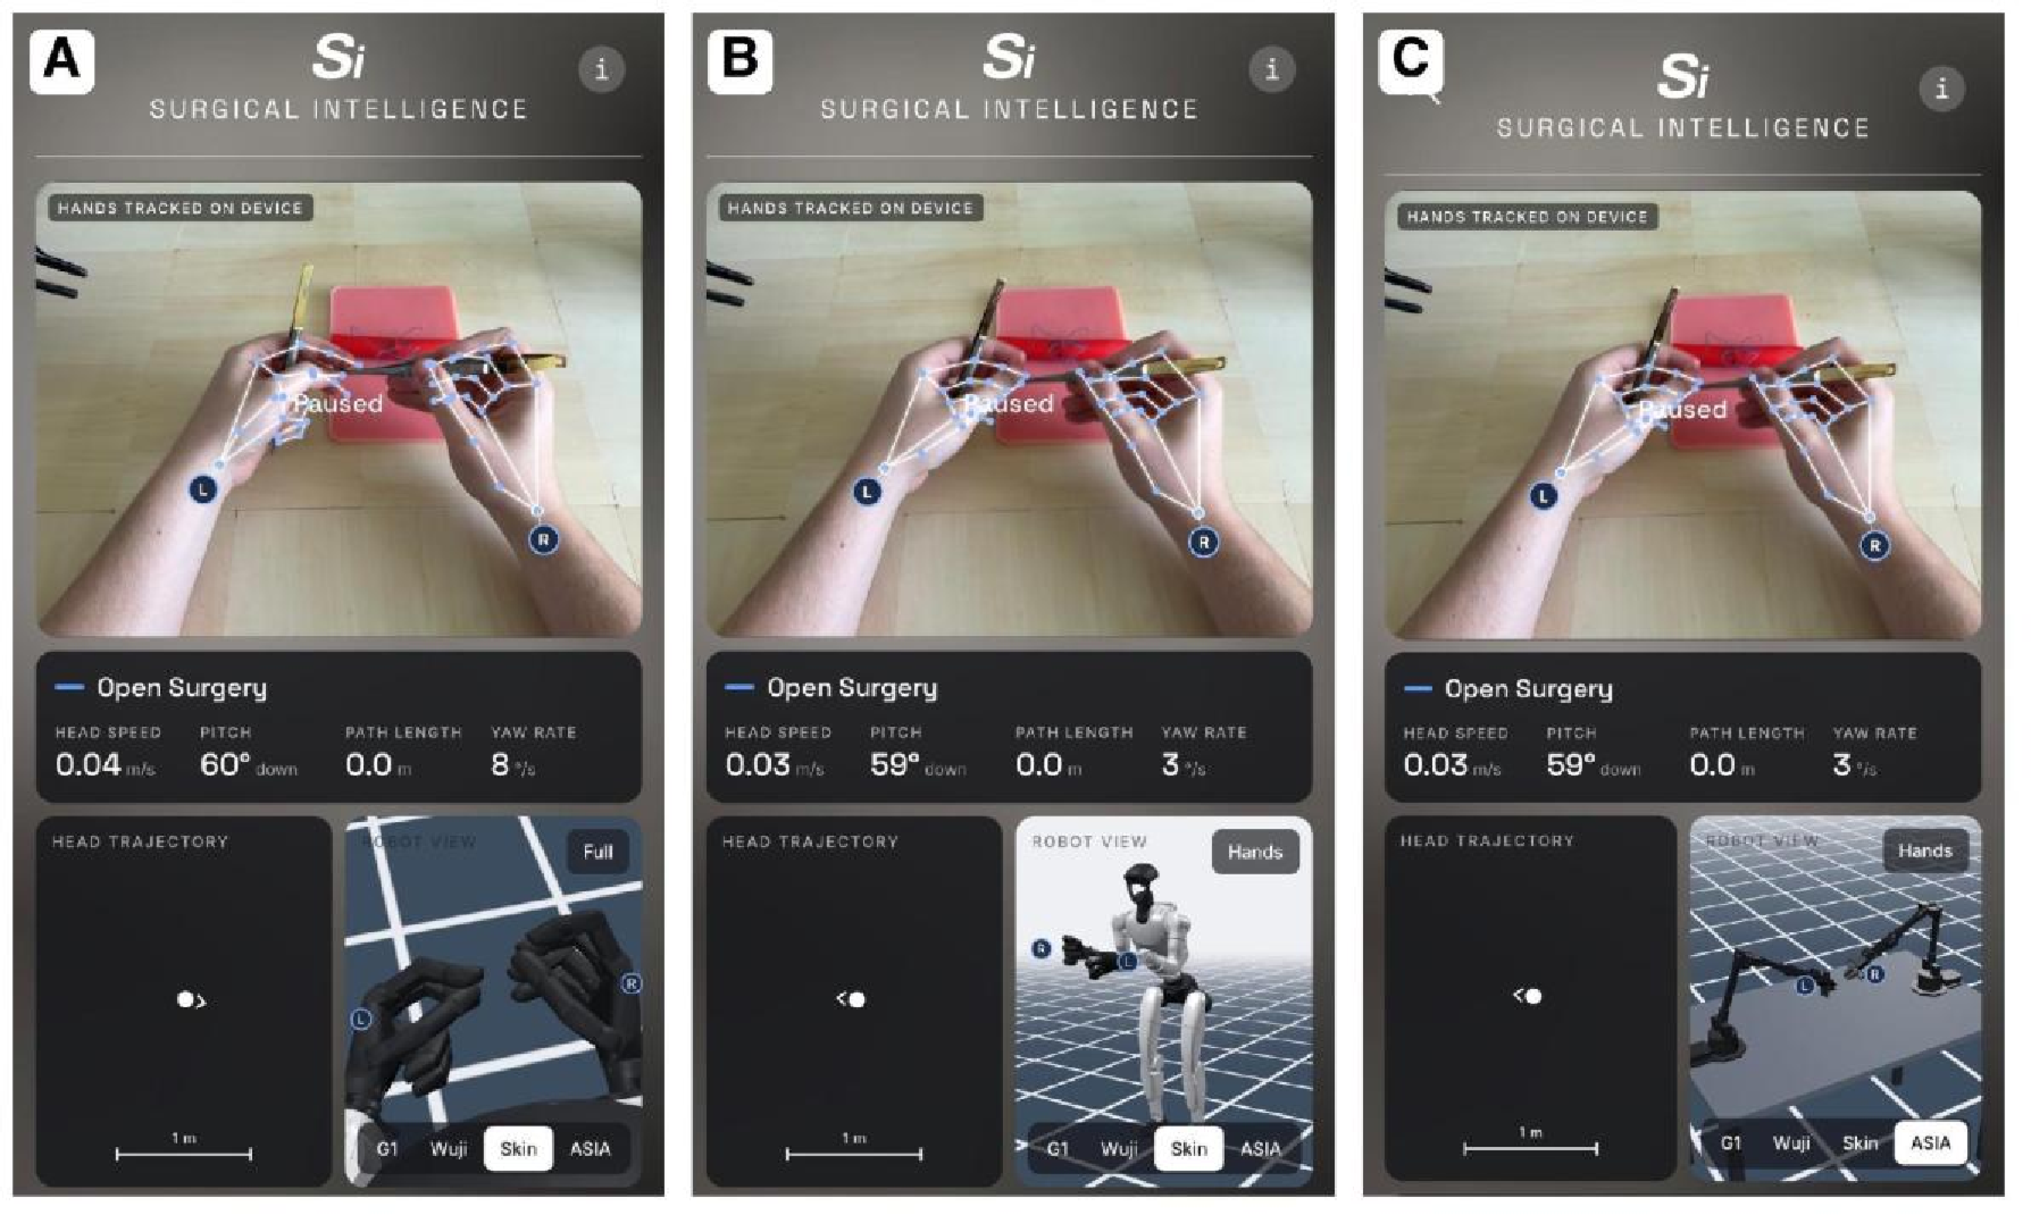 A
Si
i
SURGICAL INTELLIGENCE
HANDS TRACKED ON DEVICE
Paused
L
R
Open Surgery
HEAD SPEED PITCH PATH LENGTH YAW RATE
0.04 m/s 60° down 0.0 m 8 °/s
HEAD TRAJECTORY
1 m
ROBOT VIEW
Full
R
L
G1 Wuji Skin ASIA
B
Si
i
SURGICAL INTELLIGENCE
HANDS TRACKED ON DEVICE
Paused
L
R
Open Surgery
HEAD SPEED PITCH PATH LENGTH YAW RATE
0.03 m/s 59° down 0.0 m 3 °/s
HEAD TRAJECTORY
1 m
ROBOT VIEW
Hands
R
L
G1 Wuji Skin ASIA
C
Si
i
SURGICAL INTELLIGENCE
HANDS TRACKED ON DEVICE
Paused
L
R
Open Surgery
HEAD SPEED PITCH PATH LENGTH YAW RATE
0.03 m/s 59° down 0.0 m 3 °/s
HEAD TRAJECTORY
1 m
ROBOT VIEW
Hands
L
R
G1 Wuji Skin ASIA